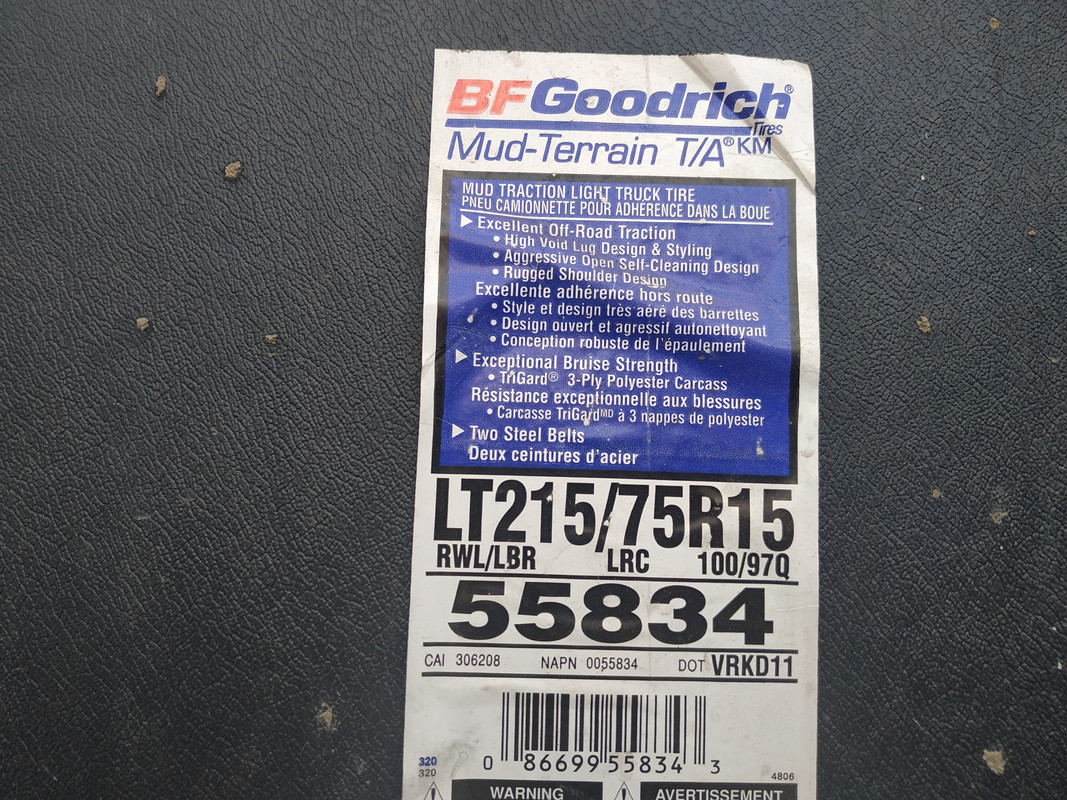 BFGoodrich®
Tires
Mud-Terrain T/A® KM
MUD TRACTION LIGHT TRUCK TIRE
PNEU CAMIONNETTE POUR ADHERENCE DANS LA BOUE
▶ Excellent Off-Road Traction
• High Void Lug Design & Styling
• Aggressive Open Self-Cleaning Design
• Rugged Shoulder Design
Excellente adhérence hors route
• Style et design très aéré des barrettes
• Design ouvert et agressif autonettoyant
• Conception robuste de l'épaulement
▶ Exceptional Bruise Strength
• TriGard® 3-Ply Polyester Carcass
Résistance exceptionnelle aux blessures
• Carcasse TriGard MD à 3 nappes de polyester
▶ Two Steel Belts
Deux ceintures d'acier
LT215/75R15
RWL/LBR LRC 100/97Q
55834
CAI 306208 NAPN 0055834 DOT VRKD11
0 86699 55834 3
320
320
4806
WARNING AVERTISSEMENT